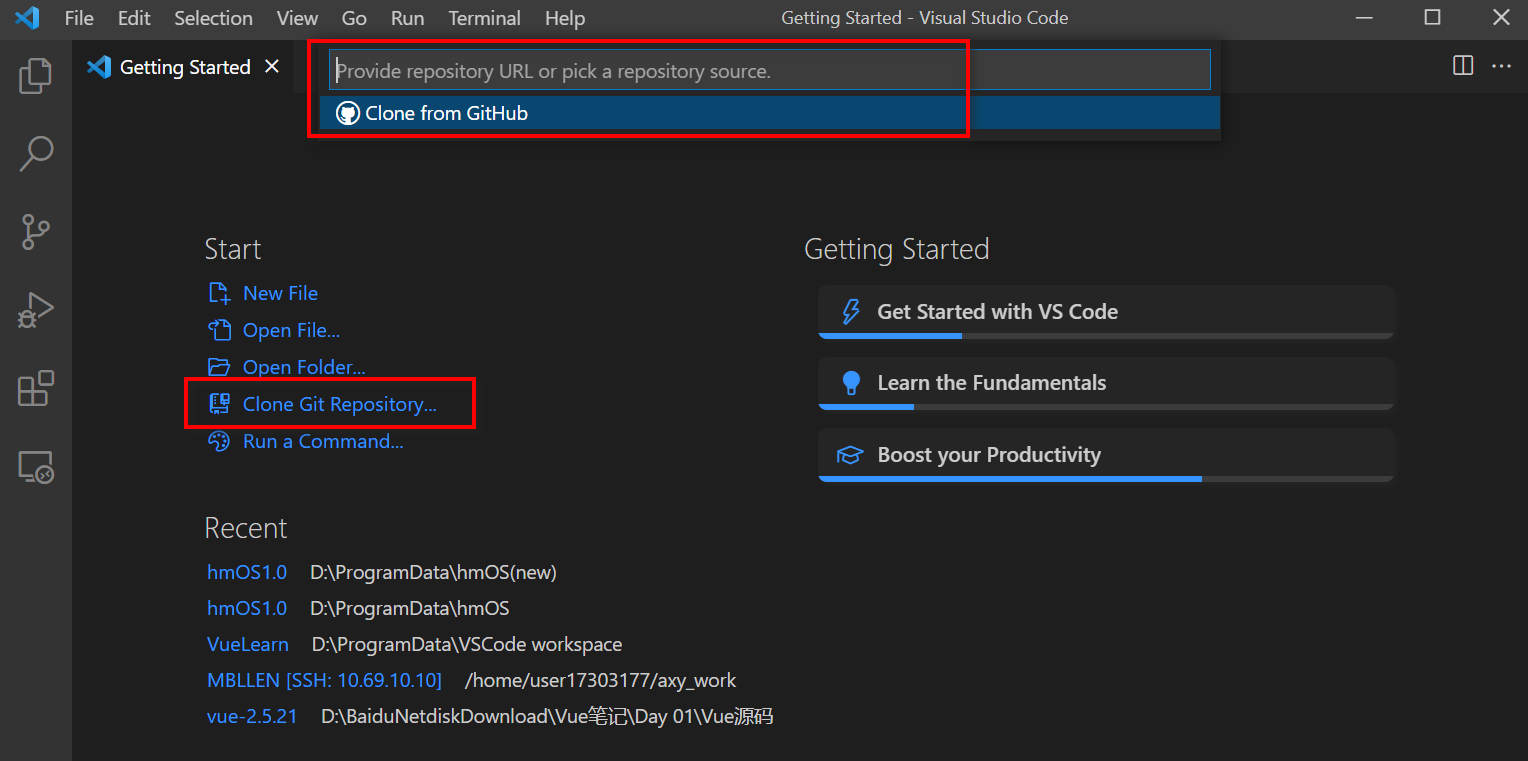 File Edit Selection View Go Run Terminal Help Getting Started - Visual Studio Code
Getting Started
Provide repository URL or pick a repository source.
Clone from GitHub
Start
New File
Open File...
Open Folder...
Clone Git Repository...
Run a Command...
Getting Started
Get Started with VS Code
Learn the Fundamentals
Boost your Productivity
Recent
hmOS1.0 D:\ProgramData\hmOS(new)
hmOS1.0 D:\ProgramData\hmOS
VueLearn D:\ProgramData\VSCode workspace
MBLLEN [SSH: 10.69.10.10] /home/user17303177/axy_work
vue-2.5.21 D:\BaiduNetdiskDownload\Vue笔记\Day 01\Vue源码